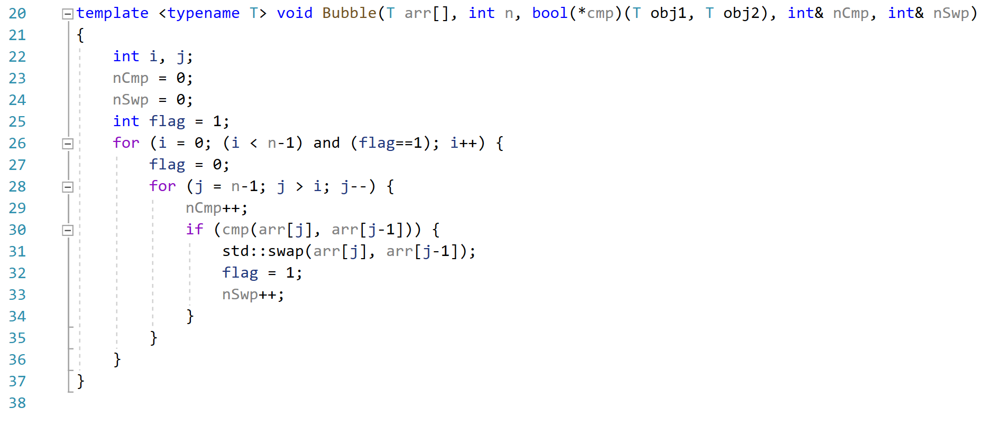 20 template <typename T> void Bubble(T arr[], int n, bool(*cmp)(T obj1, T obj2), int& nCmp, int& nSwp)
21 {
22     int i, j;
23     nCmp = 0;
24     nSwp = 0;
25     int flag = 1;
26     for (i = 0; (i < n-1) and (flag==1); i++) {
27         flag = 0;
28         for (j = n-1; j > i; j--) {
29             nCmp++;
30             if (cmp(arr[j], arr[j-1])) {
31                 std::swap(arr[j], arr[j-1]);
32                 flag = 1;
33                 nSwp++;
34             }
35         }
36     }
37 }
38